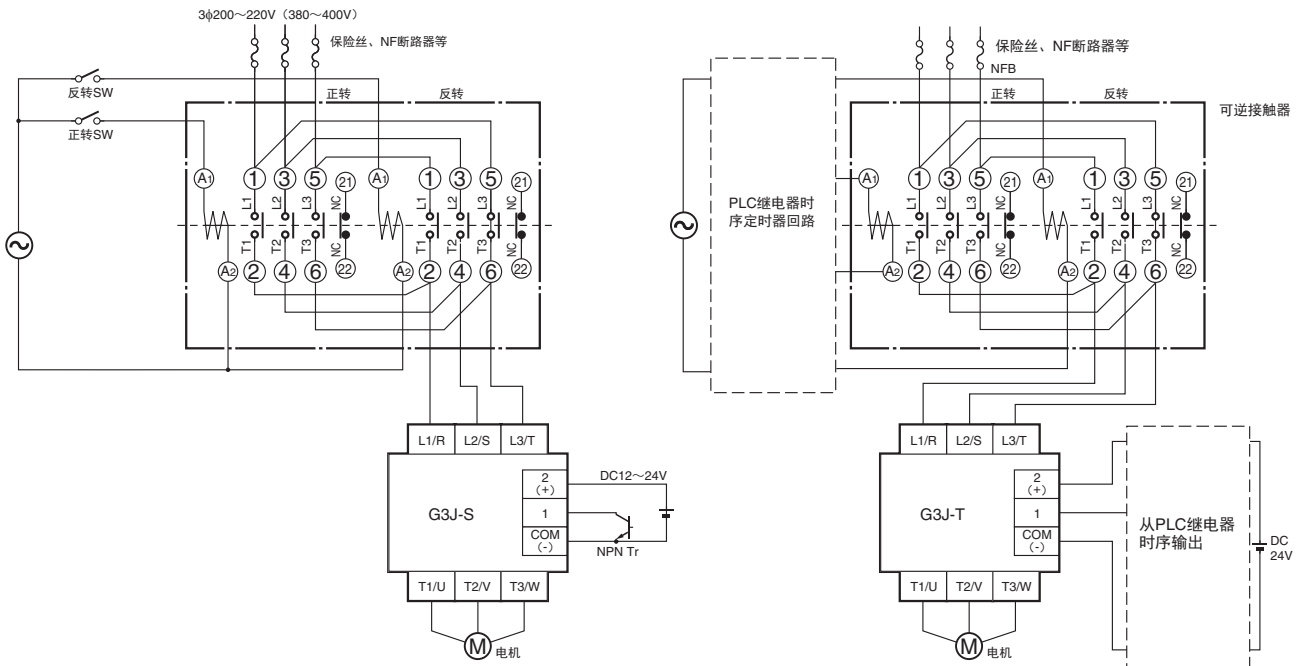 3ϕ200～220V（380～400V）
保险丝、NF断路器等
反转SW
正转SW
正转
反转
A1 1 3 5 21 A1 1 3 5 21
L1 L2 L3 NC L1 L2 L3 NC
T1 T2 T3 NC T1 T2 T3 NC
A2 2 4 6 22 A2 2 4 6 22
L1/R L2/S L3/T
G3J-S
2
(+)
1
COM
(-)
DC12～24V
NPN Tr
T1/U T2/V T3/W
M 电机
保险丝、NF断路器等
NFB
正转
反转
可逆接触器
PLC继电器时
序定时器回路
A1 1 3 5 21 A1 1 3 5 21
L1 L2 L3 NC L1 L2 L3 NC
T1 T2 T3 NC T1 T2 T3 NC
A2 2 4 6 22 A2 2 4 6 22
L1/R L2/S L3/T
G3J-T
2
(+)
1
COM
(-)
从PLC继电器
时序输出
DC
24V
T1/U T2/V T3/W
M 电机